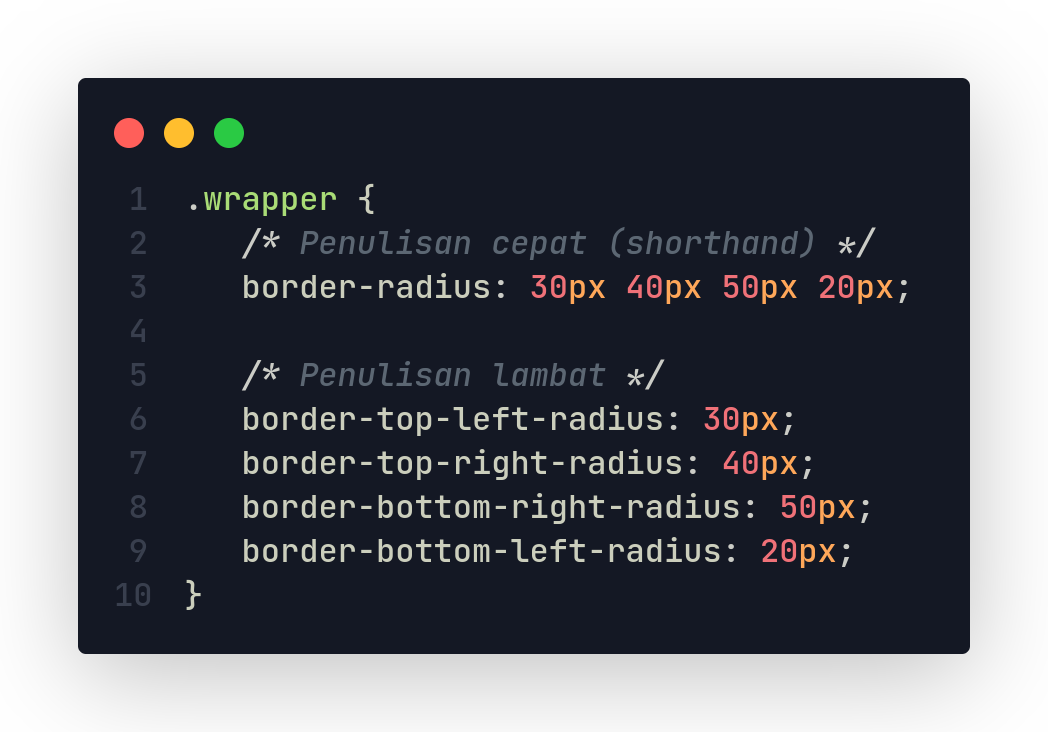 1 .wrapper {
2 /* Penulisan cepat (shorthand) */
3 border-radius: 30px 40px 50px 20px;
4
5 /* Penulisan lambat */
6 border-top-left-radius: 30px;
7 border-top-right-radius: 40px;
8 border-bottom-right-radius: 50px;
9 border-bottom-left-radius: 20px;
10 }